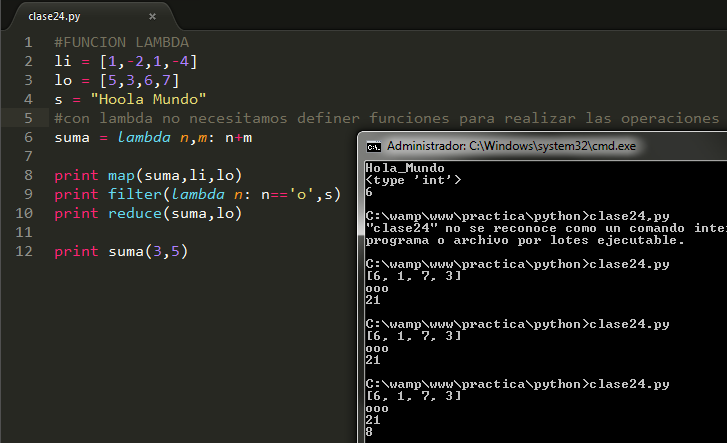 clase24.py ×
1 #FUNCION LAMBDA
2 li = [1,-2,1,-4]
3 lo = [5,3,6,7]
4 s = "Hoola Mundo"
5 #con lambda no necesitamos definer funciones para realizar las operaciones
6 suma = lambda n,m: n+m
7
8 print map(suma,li,lo)
9 print filter(lambda n: n=='o',s)
10 print reduce(suma,lo)
11
12 print suma(3,5)
Administrador: C:\Windows\system32\cmd.exe
Hola_Mundo
<type 'int'>
6
C:\wamp\www\practica\python>clase24.py
"clase24" no se reconoce como un comando inte
programa o archivo por lotes ejecutable.
C:\wamp\www\practica\python>clase24.py
[6, 1, 7, 3]
ooo
21
C:\wamp\www\practica\python>clase24.py
[6, 1, 7, 3]
ooo
21
C:\wamp\www\practica\python>clase24.py
[6, 1, 7, 3]
ooo
21
8